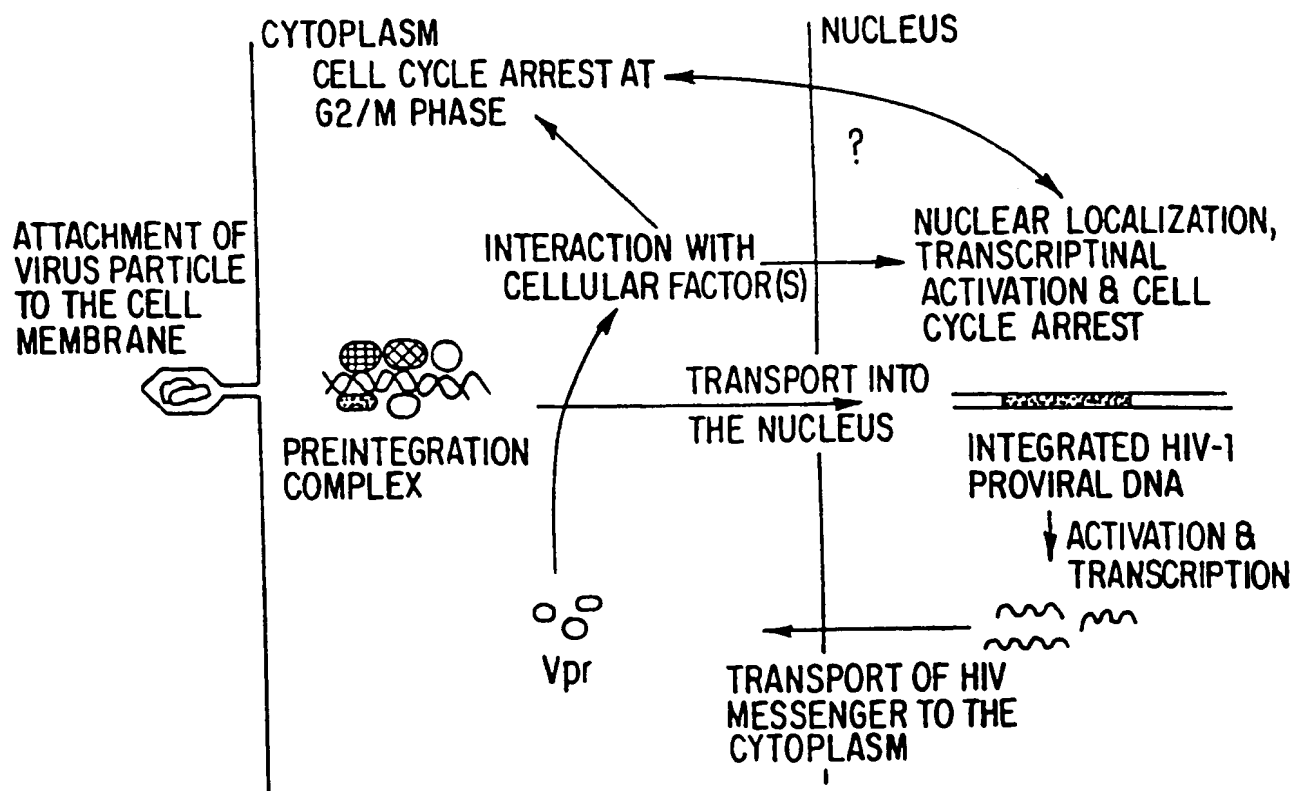 CYTOPLASM
NUCLEUS
CELL CYCLE ARREST AT
G2/M PHASE
?
ATTACHMENT OF
VIRUS PARTICLE
TO THE CELL
MEMBRANE
INTERACTION WITH
CELLULAR FACTOR(S)
NUCLEAR LOCALIZATION,
TRANSCRIPTINAL
ACTIVATION & CELL
CYCLE ARREST
PREINTEGRATION
COMPLEX
TRANSPORT INTO
THE NUCLEUS
INTEGRATED HIV-1
PROVIRAL DNA
ACTIVATION &
TRANSCRIPTION
Vpr
TRANSPORT OF HIV
MESSENGER TO THE
CYTOPLASM